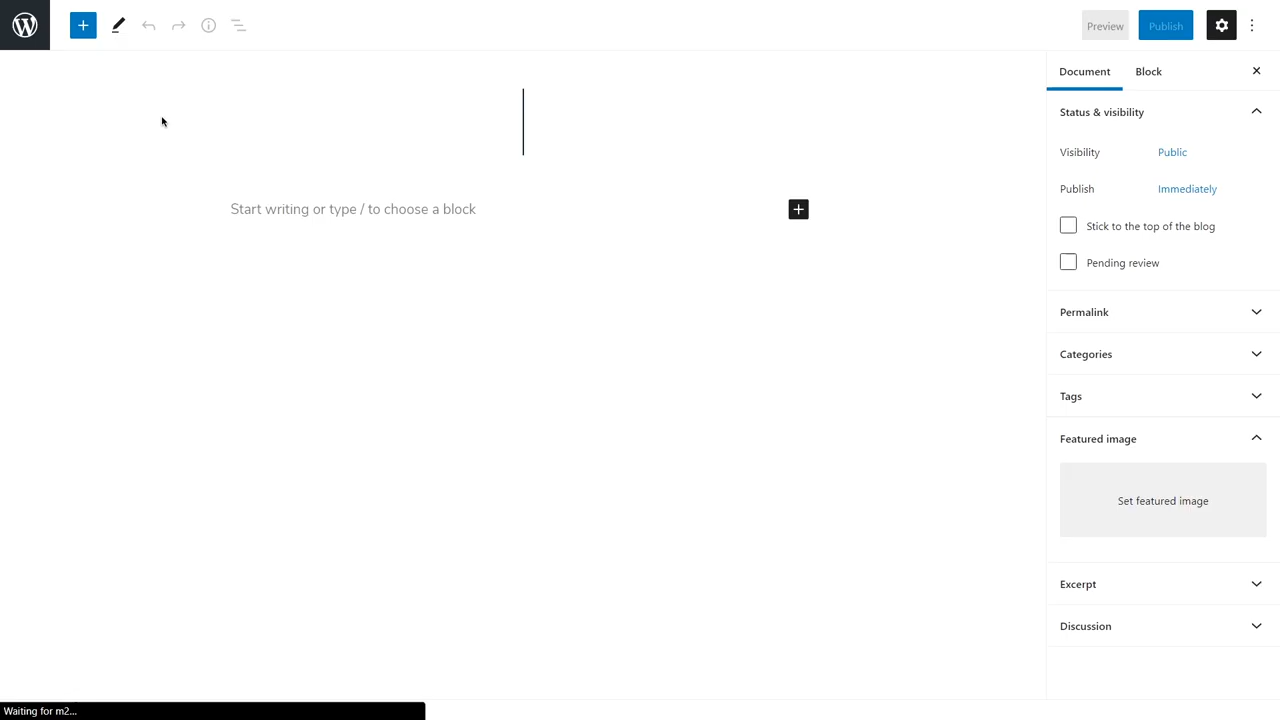 Preview
Publish
Document
Block
Status & visibility
Visibility
Public
Publish
Immediately
Stick to the top of the blog
Pending review
Permalink
Categories
Tags
Featured image
Set featured image
Excerpt
Discussion
Start writing or type / to choose a block
Waiting for m2...